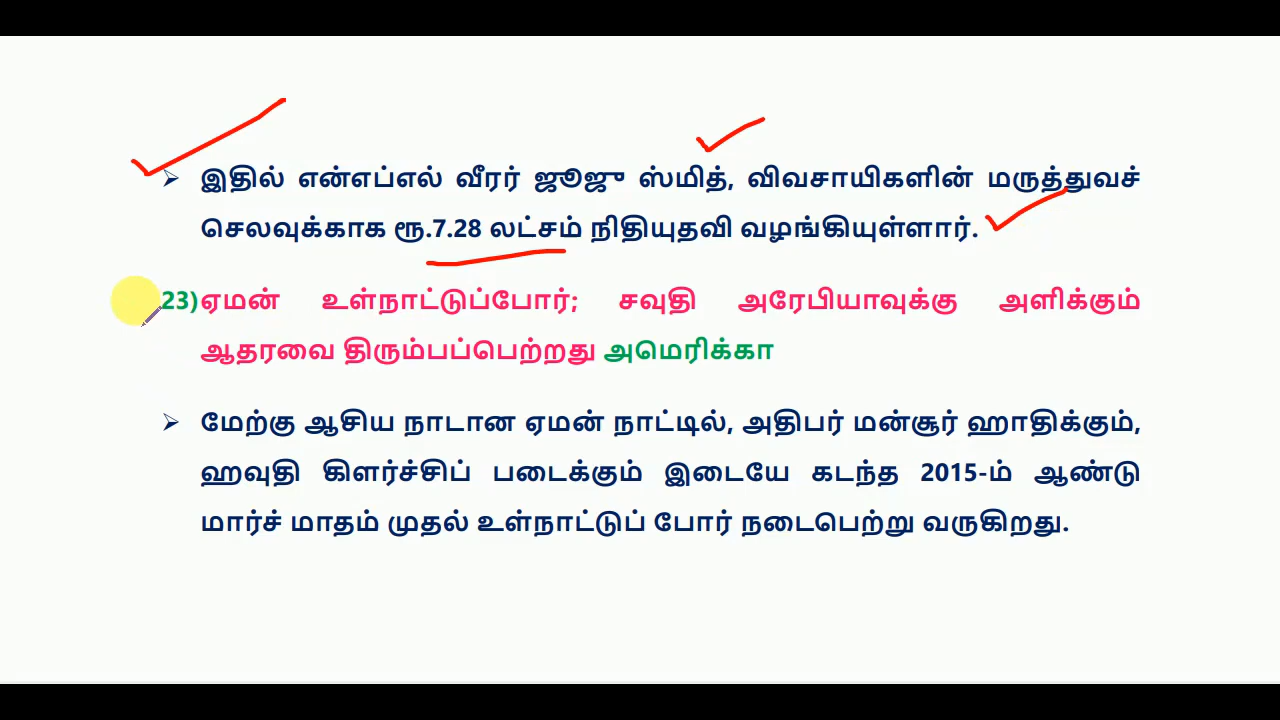 ➢ இதில் என்எப்எல் வீரர் ஜூஜு ஸ்மித், விவசாயிகளின் மருத்துவச்
செலவுக்காக ரூ.7.28 லட்சம் நிதியுதவி வழங்கியுள்ளார்.
23)ஏமன் உள்நாட்டுப்போர்; சவுதி அரேபியாவுக்கு அளிக்கும்
ஆதரவை திரும்பப்பெற்றது அமெரிக்கா
➢ மேற்கு ஆசிய நாடான ஏமன் நாட்டில், அதிபர் மன்சூர் ஹாதிக்கும்,
ஹவுதி கிளர்ச்சிப் படைக்கும் இடையே கடந்த 2015-ம் ஆண்டு
மார்ச் மாதம் முதல் உள்நாட்டுப் போர் நடைபெற்று வருகிறது.